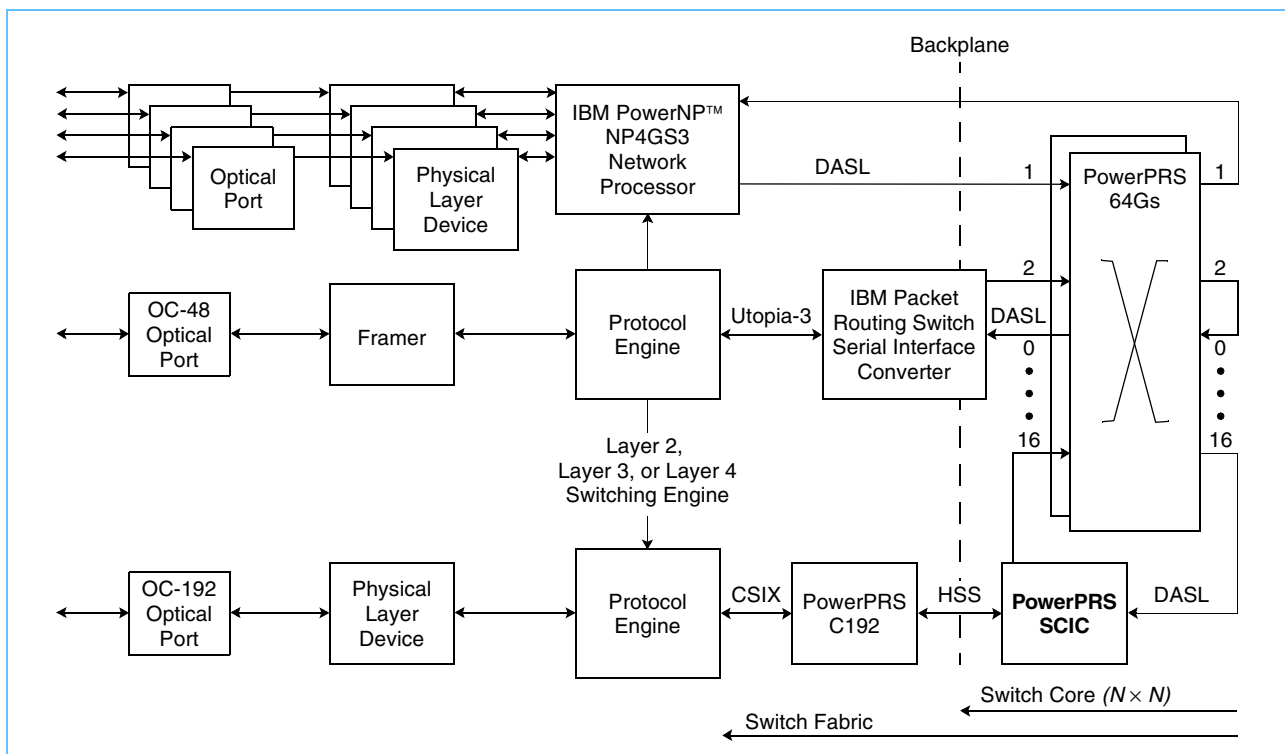 Backplane
IBM PowerNP™
NP4GS3
Network
Processor
Optical
Port
Physical
Layer
Device
DASL
1
PowerPRS
64Gs
1
OC-48
Optical
Port
Framer
Protocol
Engine
Utopia-3
IBM Packet
Routing Switch
Serial Interface
Converter
2
DASL
0
16
2
0
16
Layer 2,
Layer 3, or Layer 4
Switching Engine
OC-192
Optical
Port
Physical
Layer
Device
Protocol
Engine
CSIX
PowerPRS
C192
HSS
PowerPRS
SCIC
DASL
Switch Core (N × N)
Switch Fabric